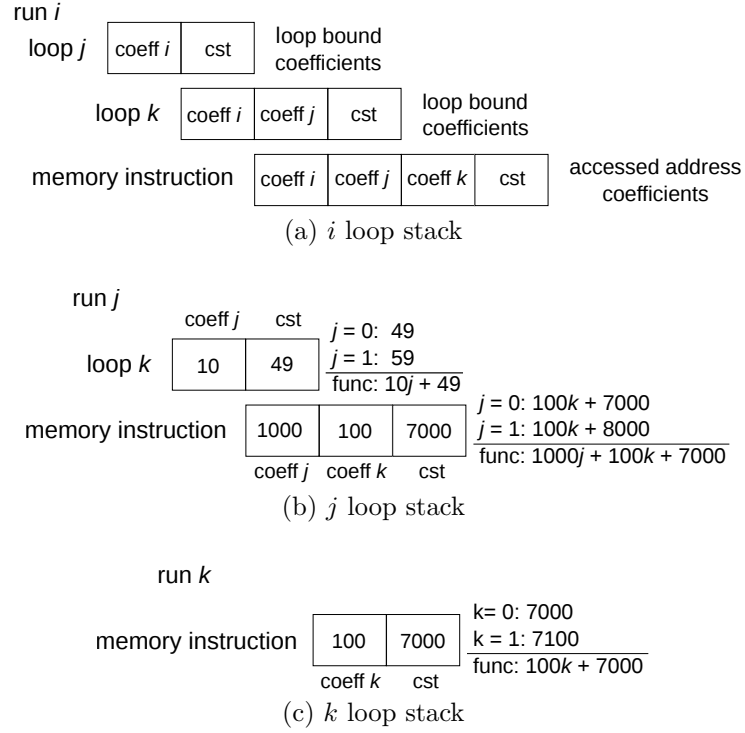 run i
loop j
coeff i
cst
loop bound
coefficients
loop k
coeff i
coeff j
cst
loop bound
coefficients
memory instruction
coeff i
coeff j
coeff k
cst
accessed address
coefficients
(a) i loop stack
run j
coeff j
cst
loop k
10
49
j = 0: 49
j = 1: 59
func: 10j + 49
memory instruction
1000
100
7000
j = 0: 100k + 7000
j = 1: 100k + 8000
func: 1000j + 100k + 7000
coeff j
coeff k
cst
(b) j loop stack
run k
memory instruction
100
7000
k= 0: 7000
k = 1: 7100
func: 100k + 7000
coeff k
cst
(c) k loop stack